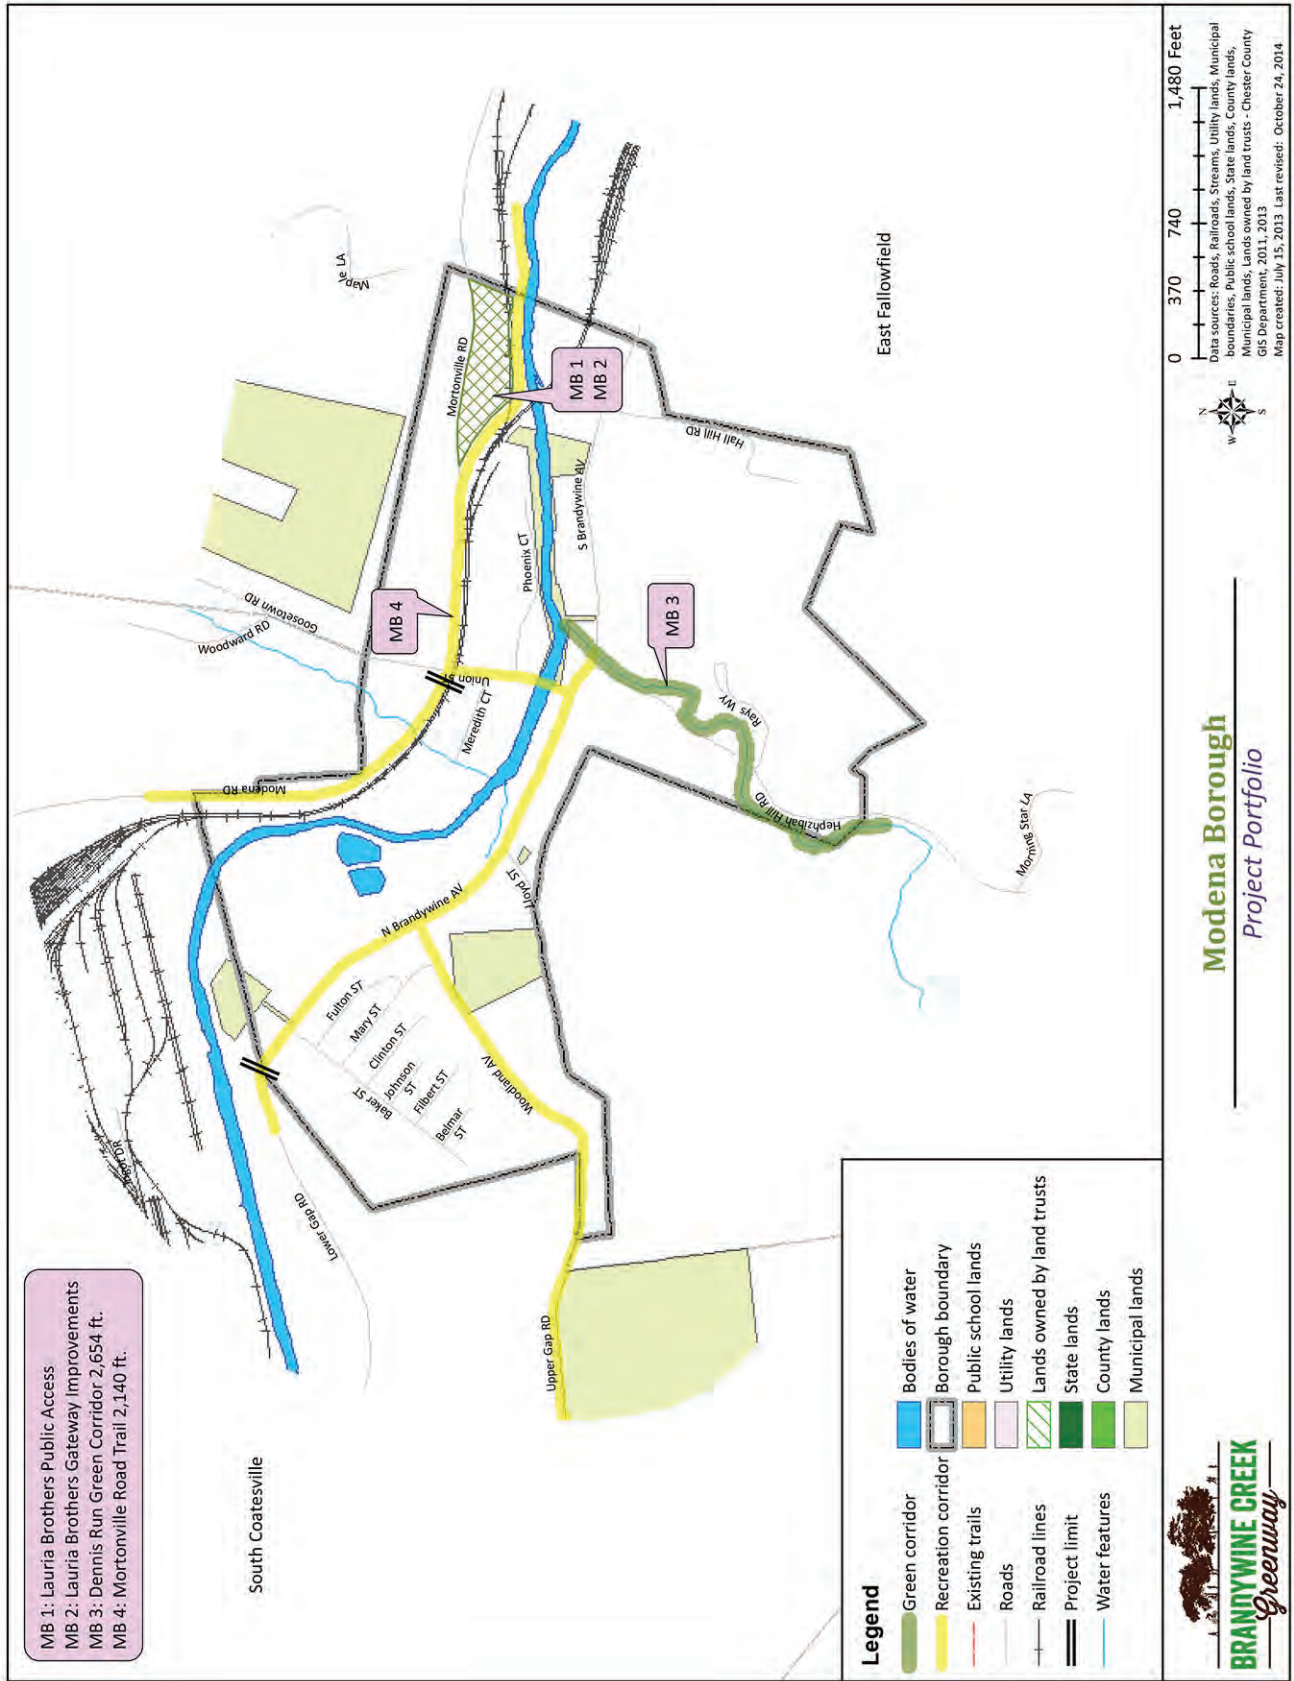 MB 1: Lauria Brothers Public Access
MB 2: Lauria Brothers Gateway Improvements
MB 3: Dennis Run Green Corridor 2,654 ft.
MB 4: Mortonville Road Trail 2,140 ft.
South Coatesville
East Fallowfield
Lower Gap RD
Upper Gap RD
Baker ST
Fulton ST
Mary ST
Clinton ST
Johnson
ST
Filbert ST
Belmar
ST
Woodland AV
N Brandywine AV
Modena RD
Woodward RD
Goosetown RD
Union ST
Meredith CT
Phoenix CT
Mortonville RD
Maple LA
S Brandywine AV
Hall Hill RD
Rays WY
Hephzibah Hill RD
Morning Star LA
MB 4
MB 1
MB 2
MB 3
Legend
Green corridor
Recreation corridor
Existing trails
Roads
Railroad lines
Project limit
Water features
Bodies of water
Borough boundary
Public school lands
Utility lands
Lands owned by land trusts
State lands
County lands
Municipal lands
BRANDYWINE CREEK
Greenway
Modena Borough
Project Portfolio
N
W
E
S
0 370 740 1,480 Feet
Data sources: Roads, Railroads, Streams, Utility lands, Municipal
boundaries, Public school lands, State lands, County lands,
Municipal lands, Lands owned by land trusts - Chester County
GIS Department, 2011, 2013
Map created: July 15, 2013 Last revised: October 24, 2014